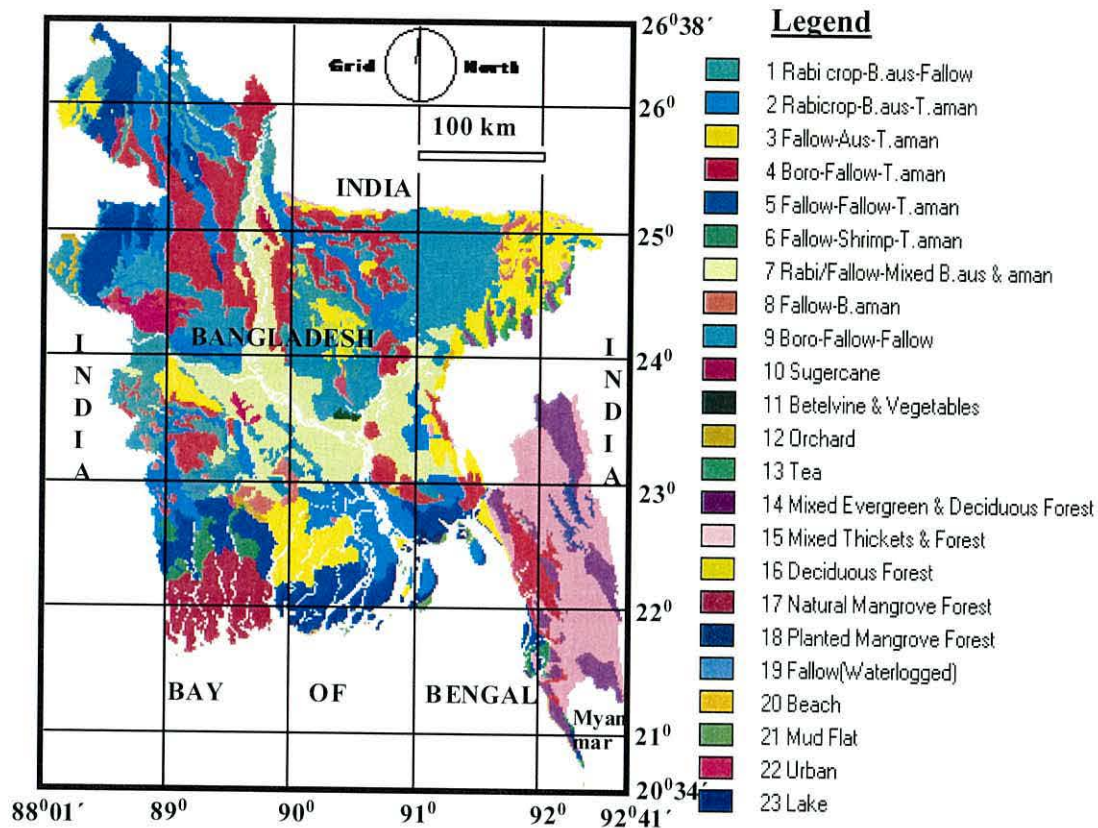 26⁰38´
Legend
Grid North
1 Rabi crop-B.aus-Fallow
2 Rabicrop-B.aus-T.aman
26⁰
100 km
3 Fallow-Aus-T.aman
4 Boro-Fallow-T.aman
INDIA
5 Fallow-Fallow-T.aman
25⁰
6 Fallow-Shrimp-T.aman
7 Rabi/Fallow-Mixed B.aus & aman
8 Fallow-B.aman
BANGLADESH
9 Boro-Fallow-Fallow
INDIA
24⁰
INDIA
10 Sugercane
11 Betelvine & Vegetables
12 Orchard
13 Tea
23⁰
14 Mixed Evergreen & Deciduous Forest
15 Mixed Thickets & Forest
16 Deciduous Forest
22⁰
17 Natural Mangrove Forest
18 Planted Mangrove Forest
BAY OF BENGAL
19 Fallow(Waterlogged)
20 Beach
Myan
mar
21⁰
21 Mud Flat
22 Urban
20⁰34´
23 Lake
88⁰01´ 89⁰ 90⁰ 91⁰ 92⁰ 92⁰41´